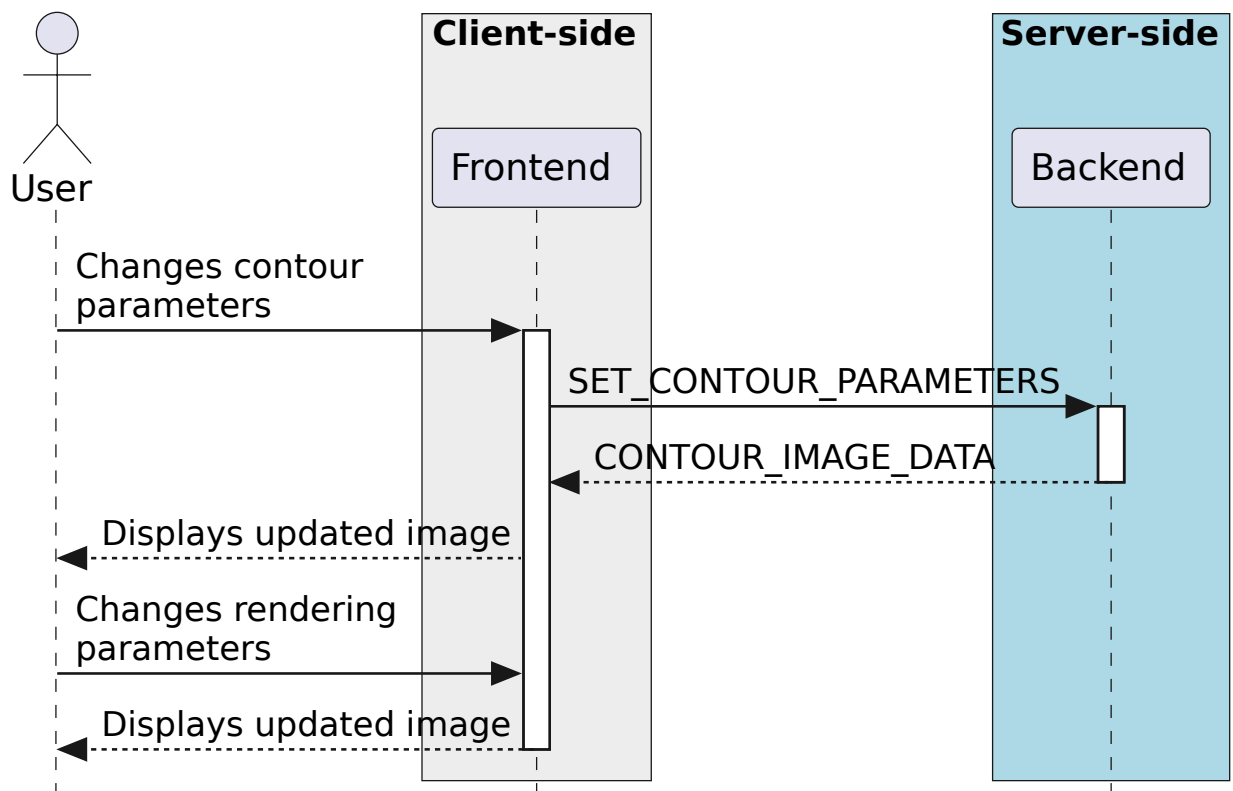 Client-side
Server-side
User
Frontend
Backend
Changes contour
parameters
SET_CONTOUR_PARAMETERS
CONTOUR_IMAGE_DATA
Displays updated image
Changes rendering
parameters
Displays updated image